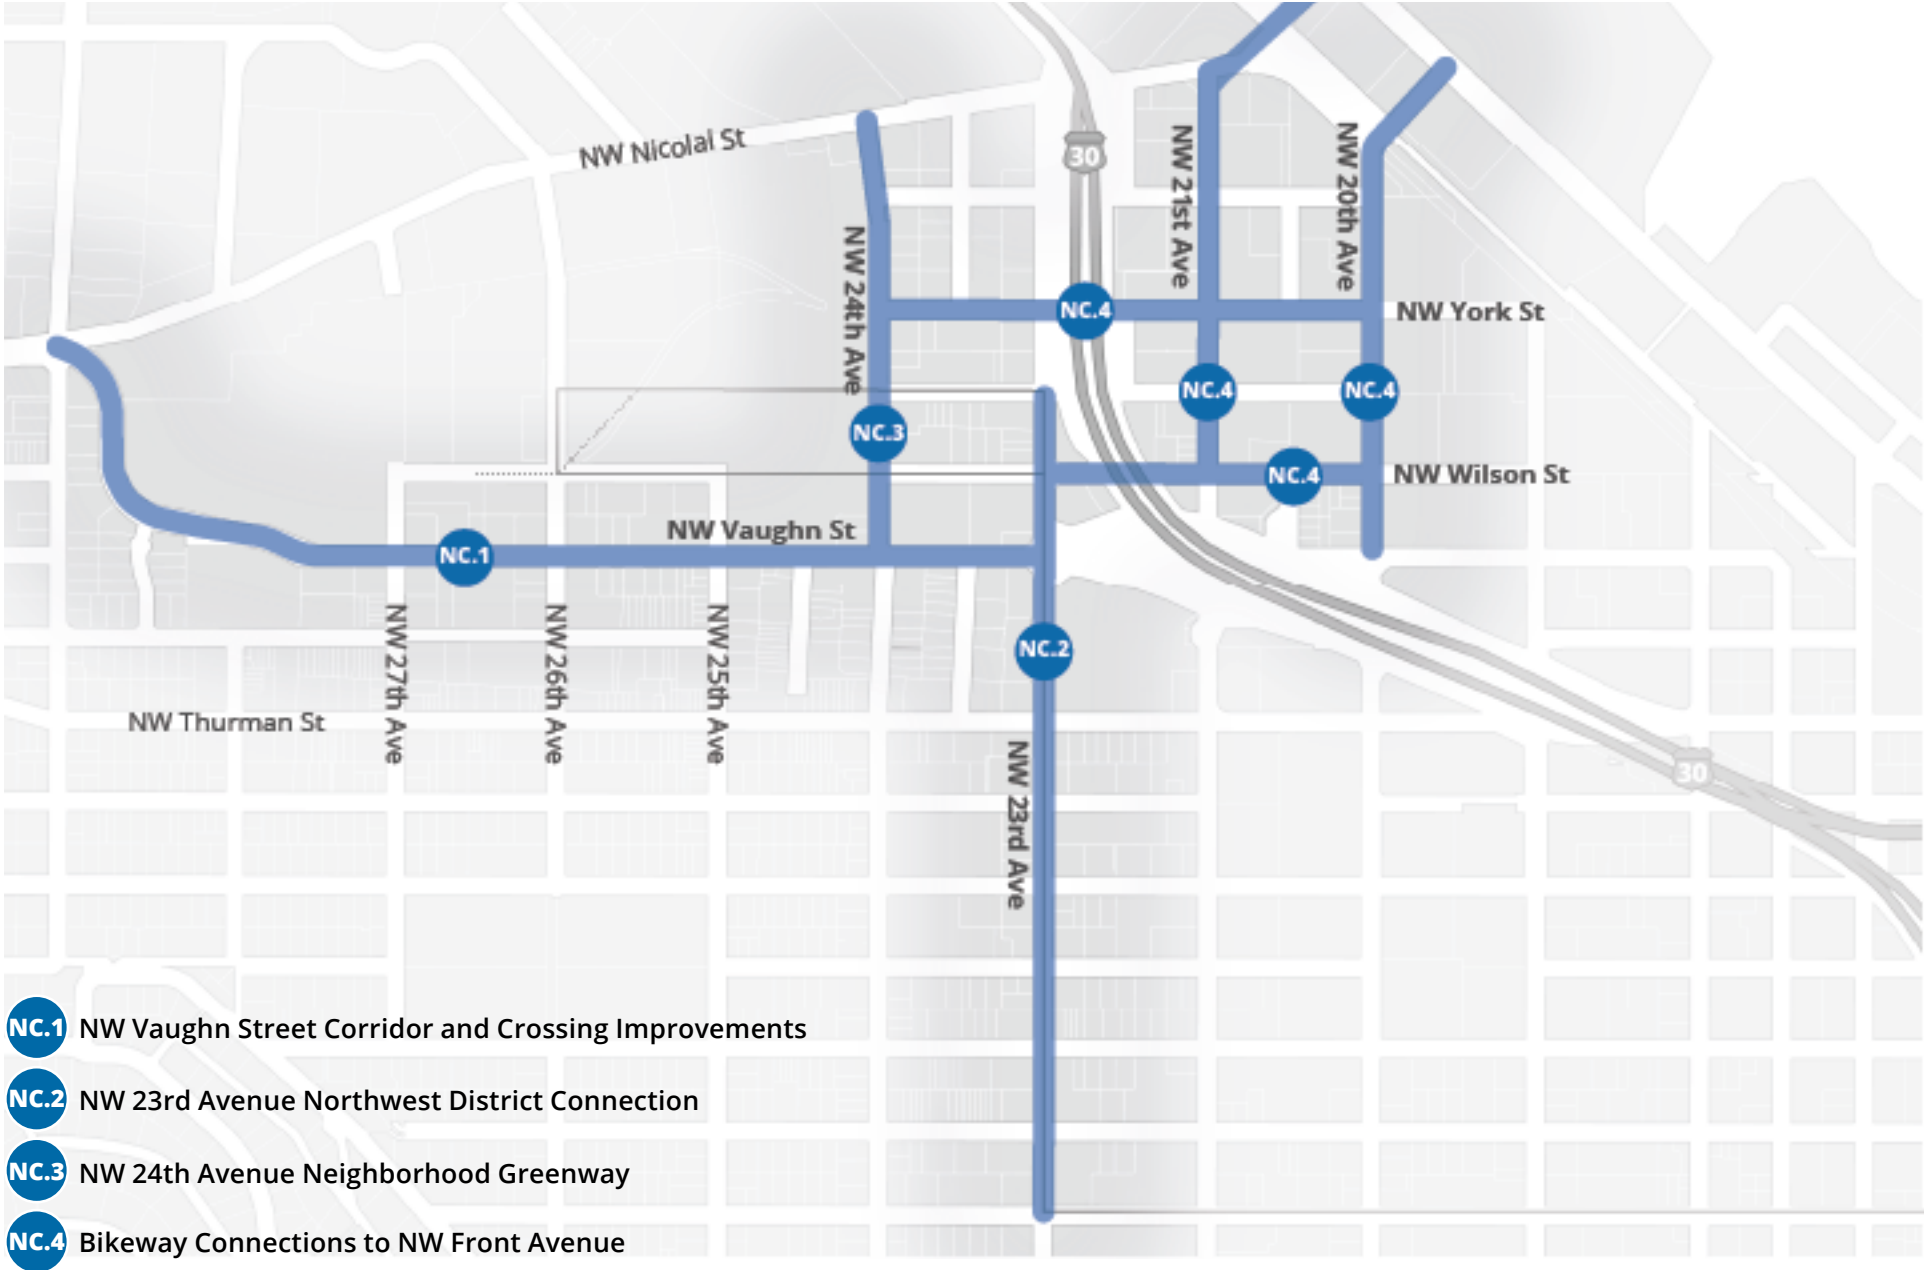 NW Nicolai St
30
NW 21st Ave
NW 20th Ave
NW 24th Ave
NC.4
NW York St
NC.4
NC.4
NC.3
NC.4
NW Wilson St
NW Vaughn St
NC.1
NW 27th Ave
NW 26th Ave
NW 25th Ave
NC.2
NW Thurman St
NW 23rd Ave
30
NC.1 NW Vaughn Street Corridor and Crossing Improvements
NC.2 NW 23rd Avenue Northwest District Connection
NC.3 NW 24th Avenue Neighborhood Greenway
NC.4 Bikeway Connections to NW Front Avenue